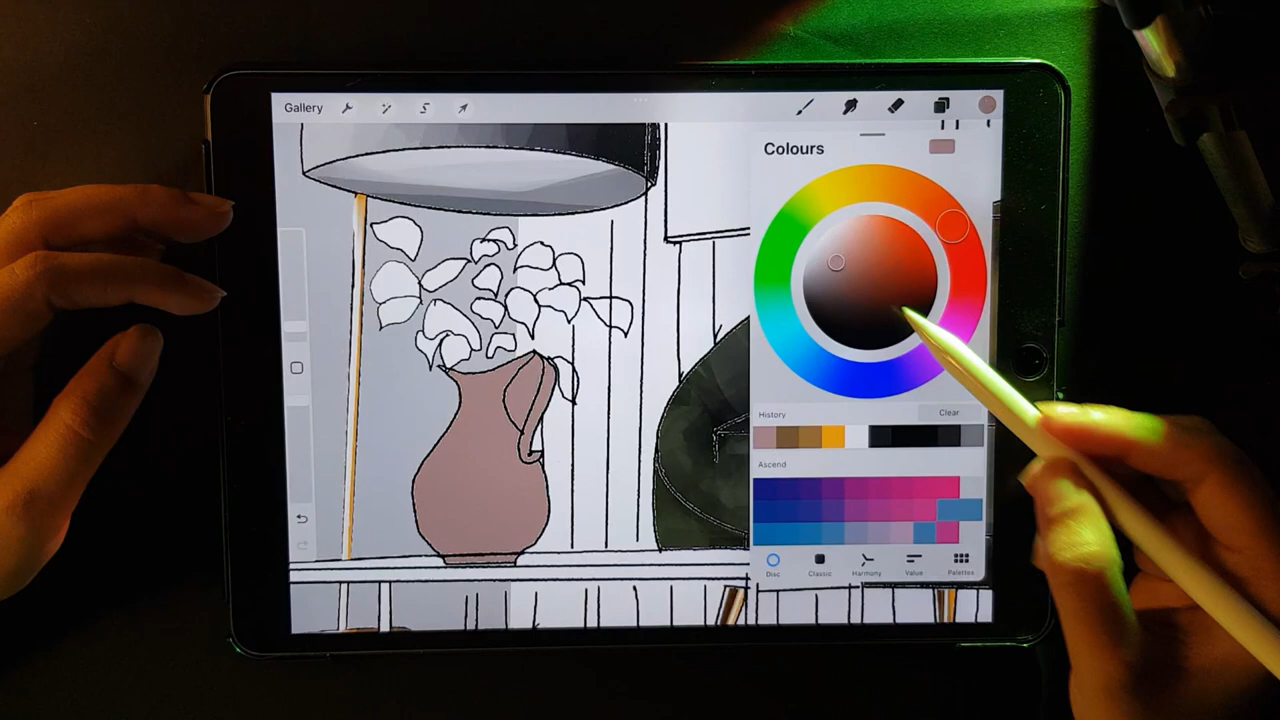 Gallery
Colours
History
Clear
Ascend
Disc
Classic
Harmony
Value
Palettes